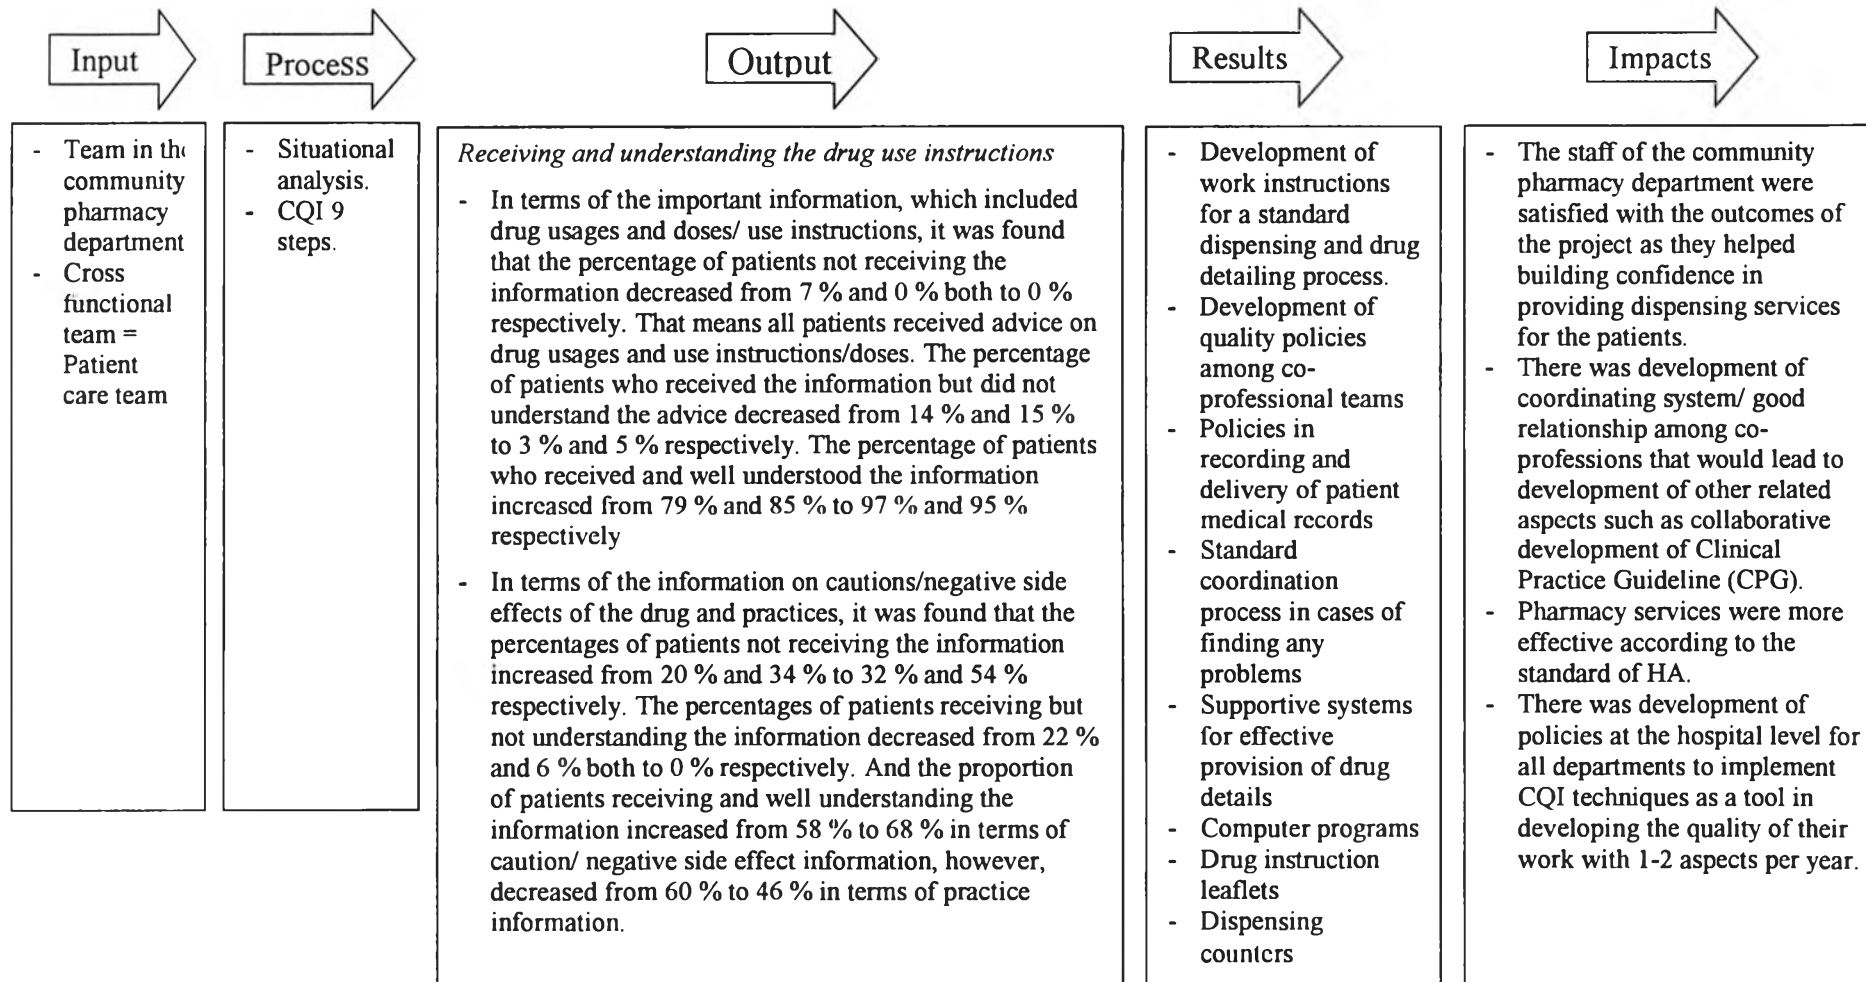 Input
Process
Output
Results
Impacts
- Team in the
community
pharmacy
department
- Cross
functional
team =
Patient
care team
- Situational
analysis.
- CQI 9
steps.
Receiving and understanding the drug use instructions
- In terms of the important information, which included
drug usages and doses/ use instructions, it was found
that the percentage of patients not receiving the
information decreased from 7 % and 0 % both to 0 %
respectively. That means all patients received advice on
drug usages and use instructions/doses. The percentage
of patients who received the information but did not
understand the advice decreased from 14 % and 15 %
to 3 % and 5 % respectively. The percentage of patients
who received and well understood the information
increased from 79 % and 85 % to 97 % and 95 %
respectively
- In terms of the information on cautions/negative side
effects of the drug and practices, it was found that the
percentages of patients not receiving the information
increased from 20 % and 34 % to 32 % and 54 %
respectively. The percentages of patients receiving but
not understanding the information decreased from 22 %
and 6 % both to 0 % respectively. And the proportion
of patients receiving and well understanding the
information increased from 58 % to 68 % in terms of
caution/ negative side effect information, however,
decreased from 60 % to 46 % in terms of practice
information.
- Development of
work instructions
for a standard
dispensing and drug
detailing process.
- Development of
quality policies
among co-
professional teams
- Policies in
recording and
delivery of patient
medical records
- Standard
coordination
process in cases of
finding any
problems
- Supportive systems
for effective
provision of drug
details
- Computer programs
- Drug instruction
leaflets
- Dispensing
counters
- The staff of the community
pharmacy department were
satisfied with the outcomes of
the project as they helped
building confidence in
providing dispensing services
for the patients.
- There was development of
coordinating system/ good
relationship among co-
professions that would lead to
development of other related
aspects such as collaborative
development of Clinical
Practice Guideline (CPG).
- Pharmacy services were more
effective according to the
standard of HA.
- There was development of
policies at the hospital level for
all departments to implement
CQI techniques as a tool in
developing the quality of their
work with 1-2 aspects per year.